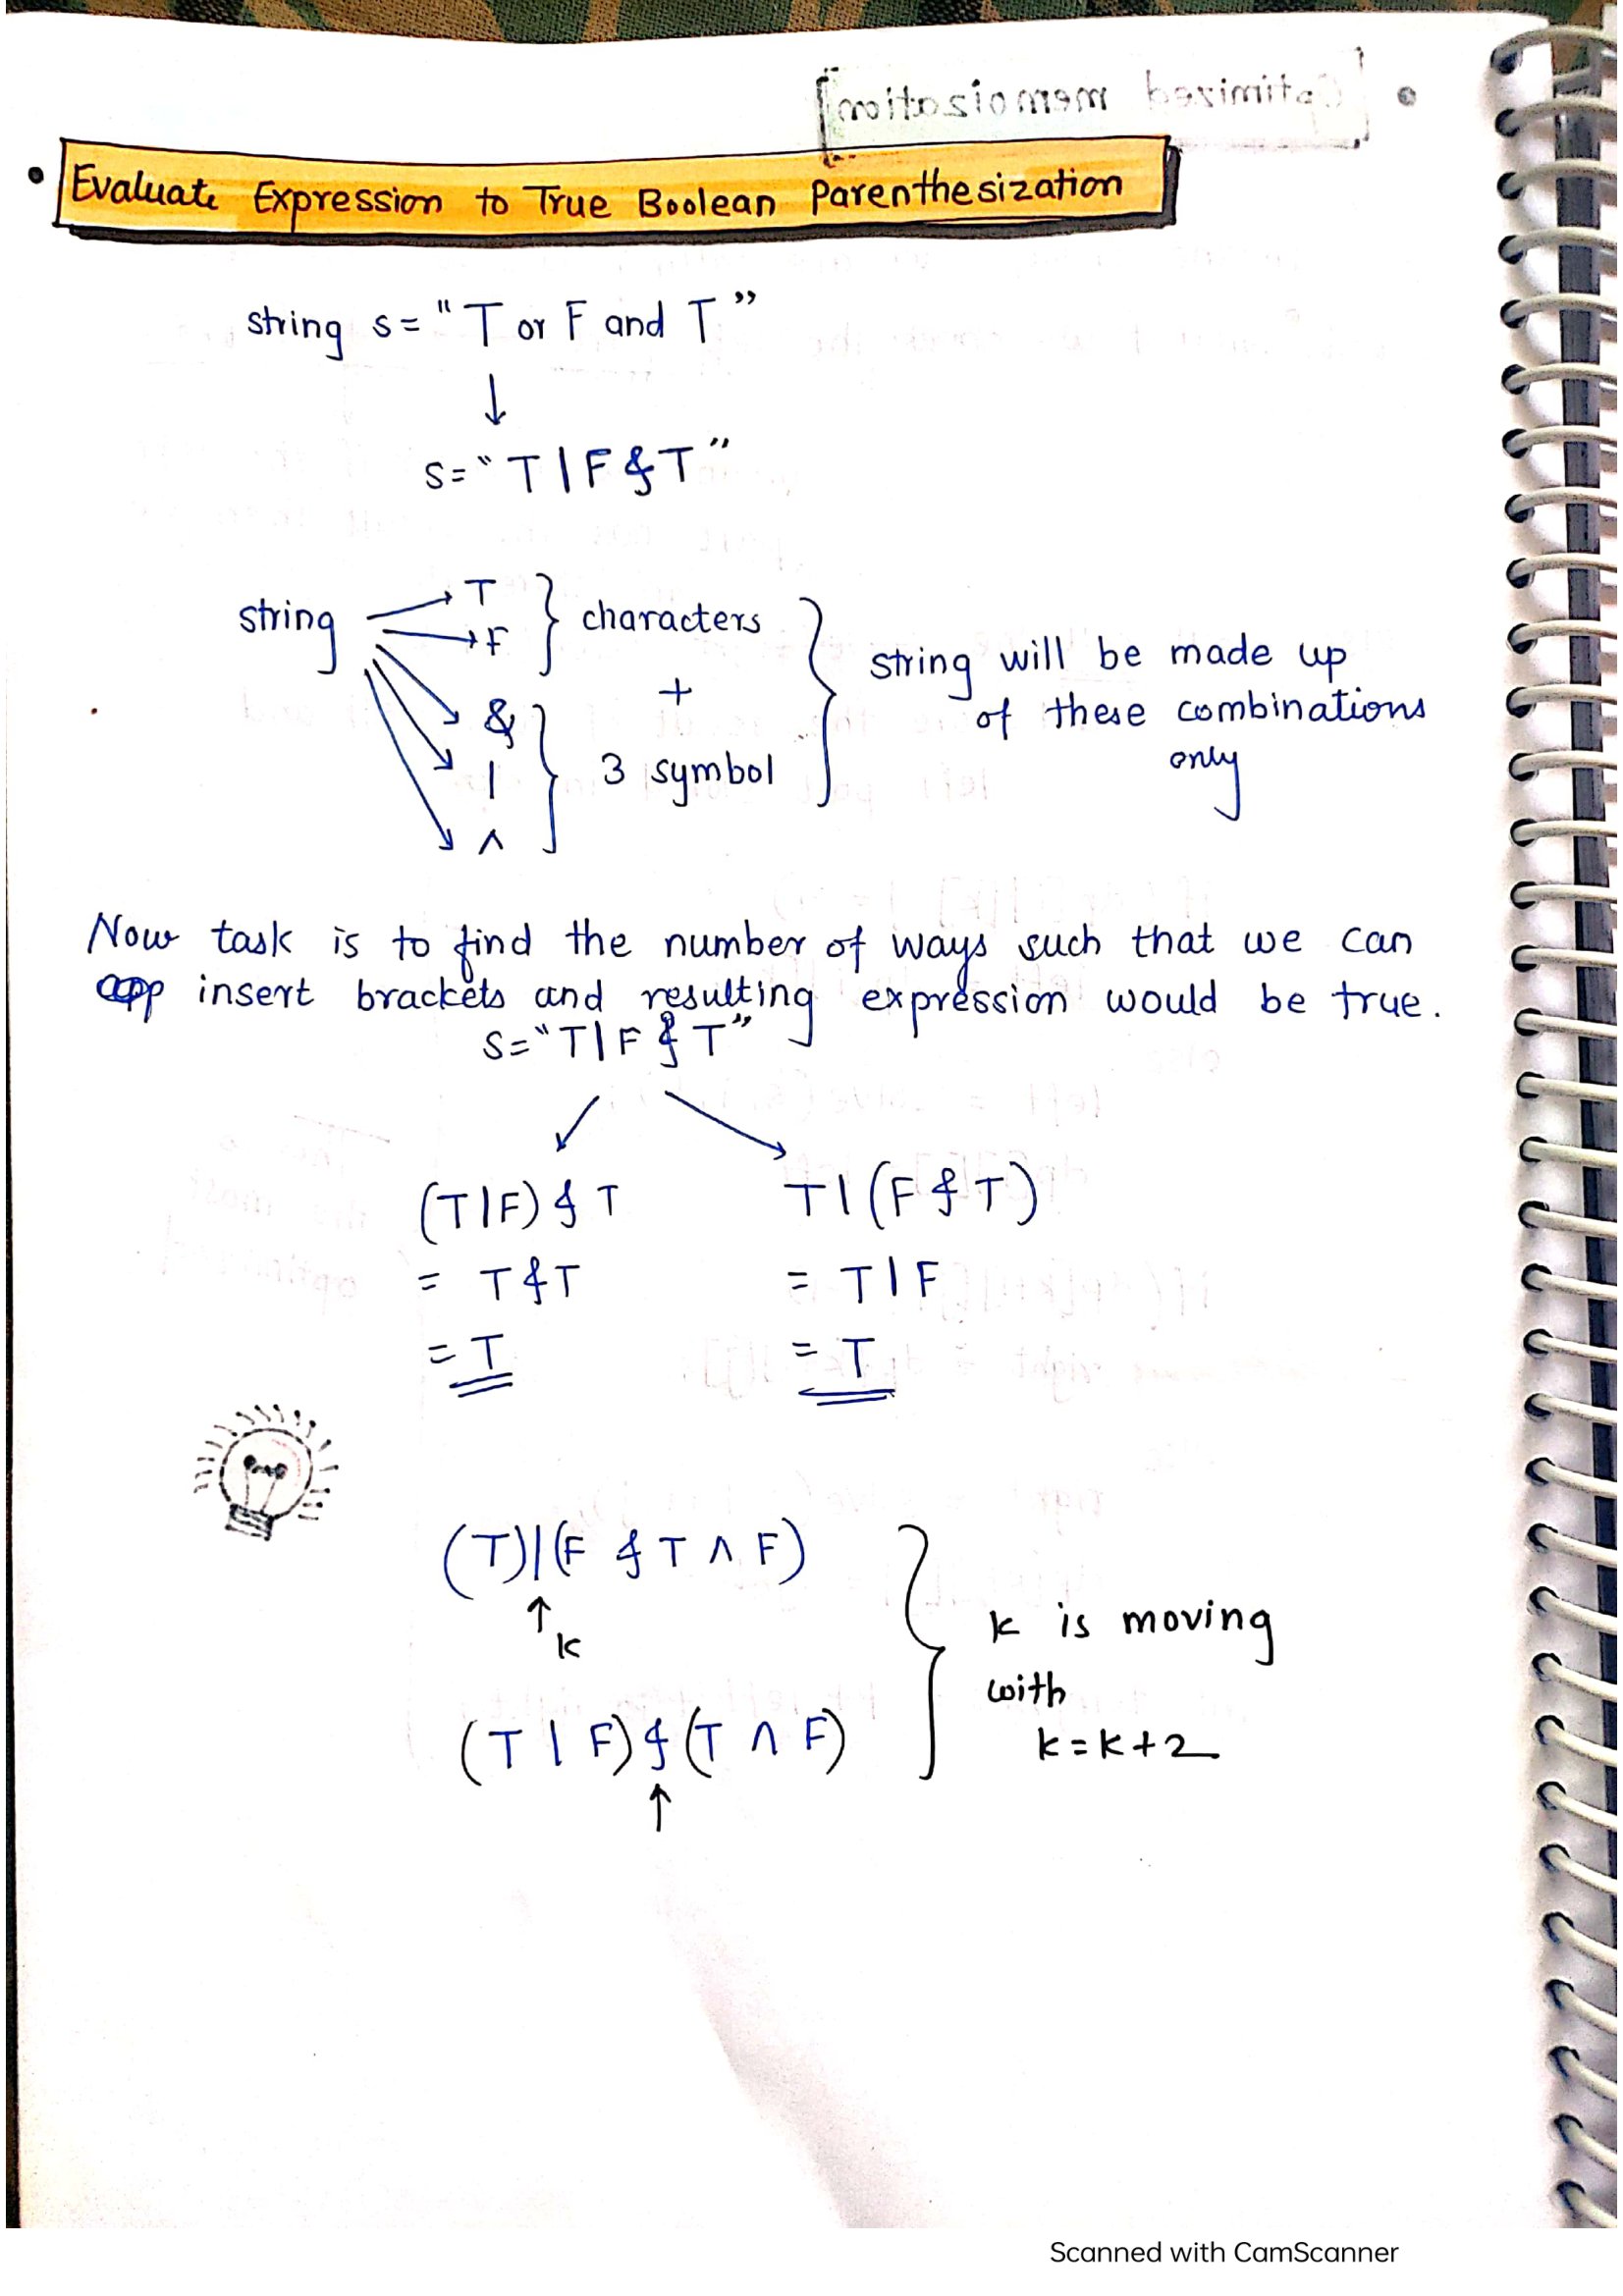 • Evaluate Expression to True Boolean Parenthesization
string s= "T or F and T"
↓
s= "T|F&T"
string → T
→ F } characters
+
&
|
^ } 3 symbol
string will be made up
of these combinations
only
Now task is to find the number of ways such that we can
insert brackets and resulting expression would be true.
s="T|F&T"
(T|F)&T T|(F&T)
= T&T = T|F
= T = T
(T)|(F & T ^ F)
↑ k
(T | F)&(T ^ F)
↑
k is moving
with
k=k+2
Scanned with CamScanner